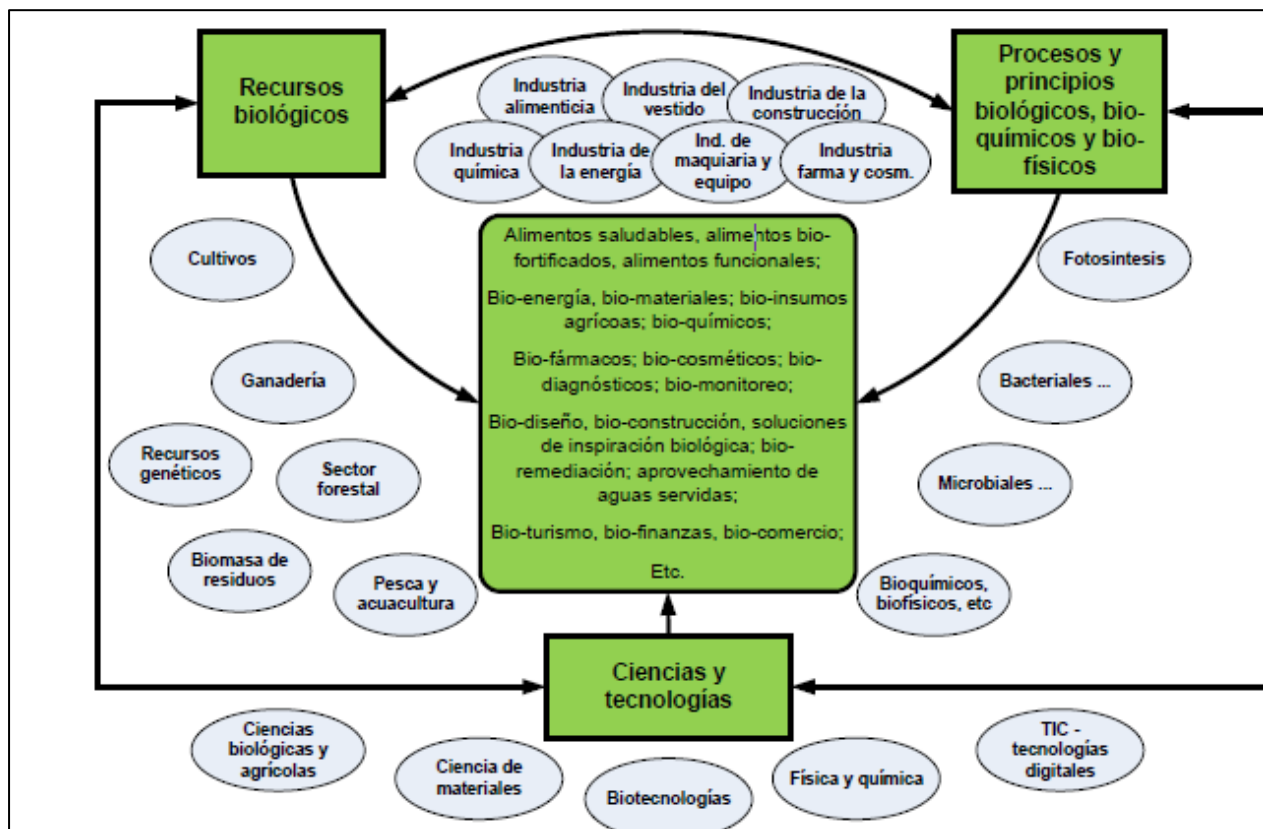 Recursos
biológicos
Procesos y
principios
biológicos, bio-
químicos y bio-
físicos
Industria
alimenticia
Industria del
vestido
Industria de la
construcción
Industria
química
Industria de
la energía
Ind. de
maquiaria y
equipo
Industria
farma y cosm.
Alimentos saludables, alimentos bio-
fortificados, alimentos funcionales;
Bio-energía, bio-materiales; bio-insumos
agrícoas; bio-químicos;
Bio-fármacos; bio-cosméticos; bio-
diagnósticos; bio-monitoreo;
Bio-diseño, bio-construcción, soluciones
de inspiración biológica; bio-
remediación; aprovechamiento de
aguas servidas;
Bio-turismo, bio-finanzas, bio-comercio;
Etc.
Cultivos
Ganadería
Recursos
genéticos
Sector
forestal
Biomasa de
residuos
Pesca y
acuacultura
Fotosintesis
Bacteriales ...
Microbiales ...
Bioquímicos,
biofísicos, etc
Ciencias y
tecnologías
Ciencias
biológicas y
agrícolas
Ciencia de
materiales
Biotecnologías
Física y química
TIC -
tecnologías
digitales